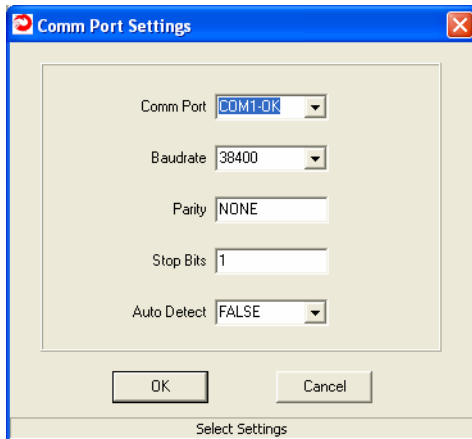 Comm Port Settings
Comm Port COM1-OK
Baudrate 38400
Parity NONE
Stop Bits 1
Auto Detect FALSE
OK Cancel
Select Settings